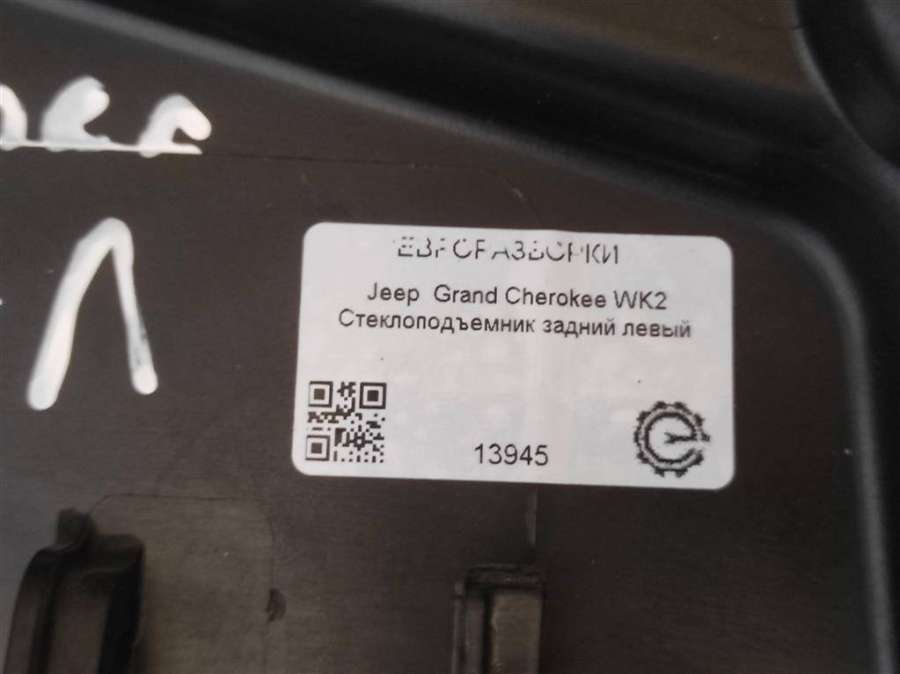 Л
ЕВРОРАЗБОРКИ
Jeep Grand Cherokee WK2
Стеклоподъемник задний левый
13945